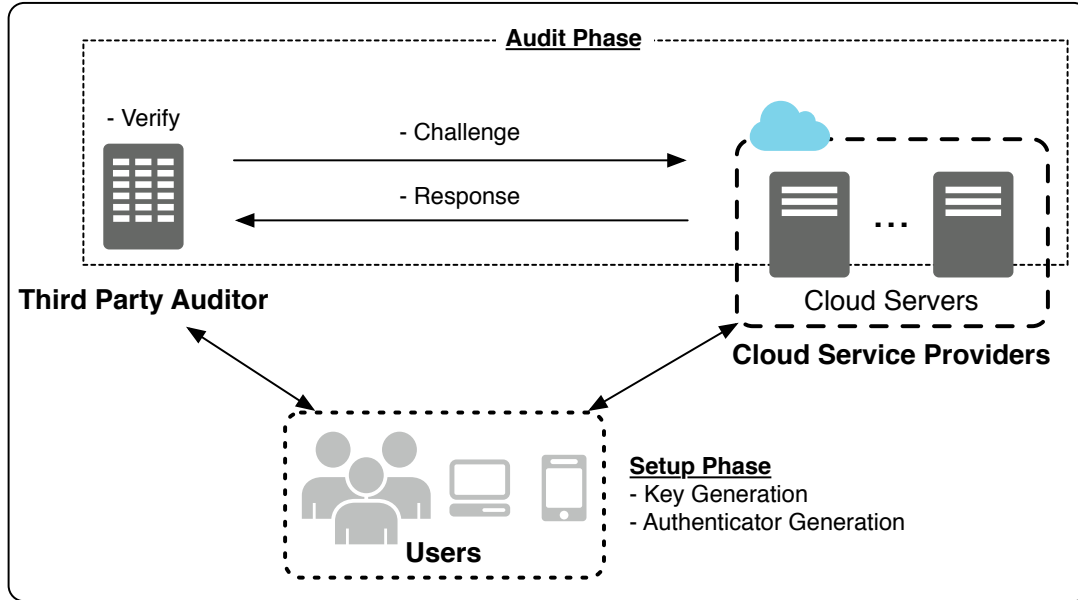 Audit Phase
- Verify
- Challenge
- Response
...
Third Party Auditor
Cloud Servers
Cloud Service Providers
Setup Phase
- Key Generation
- Authenticator Generation
Users